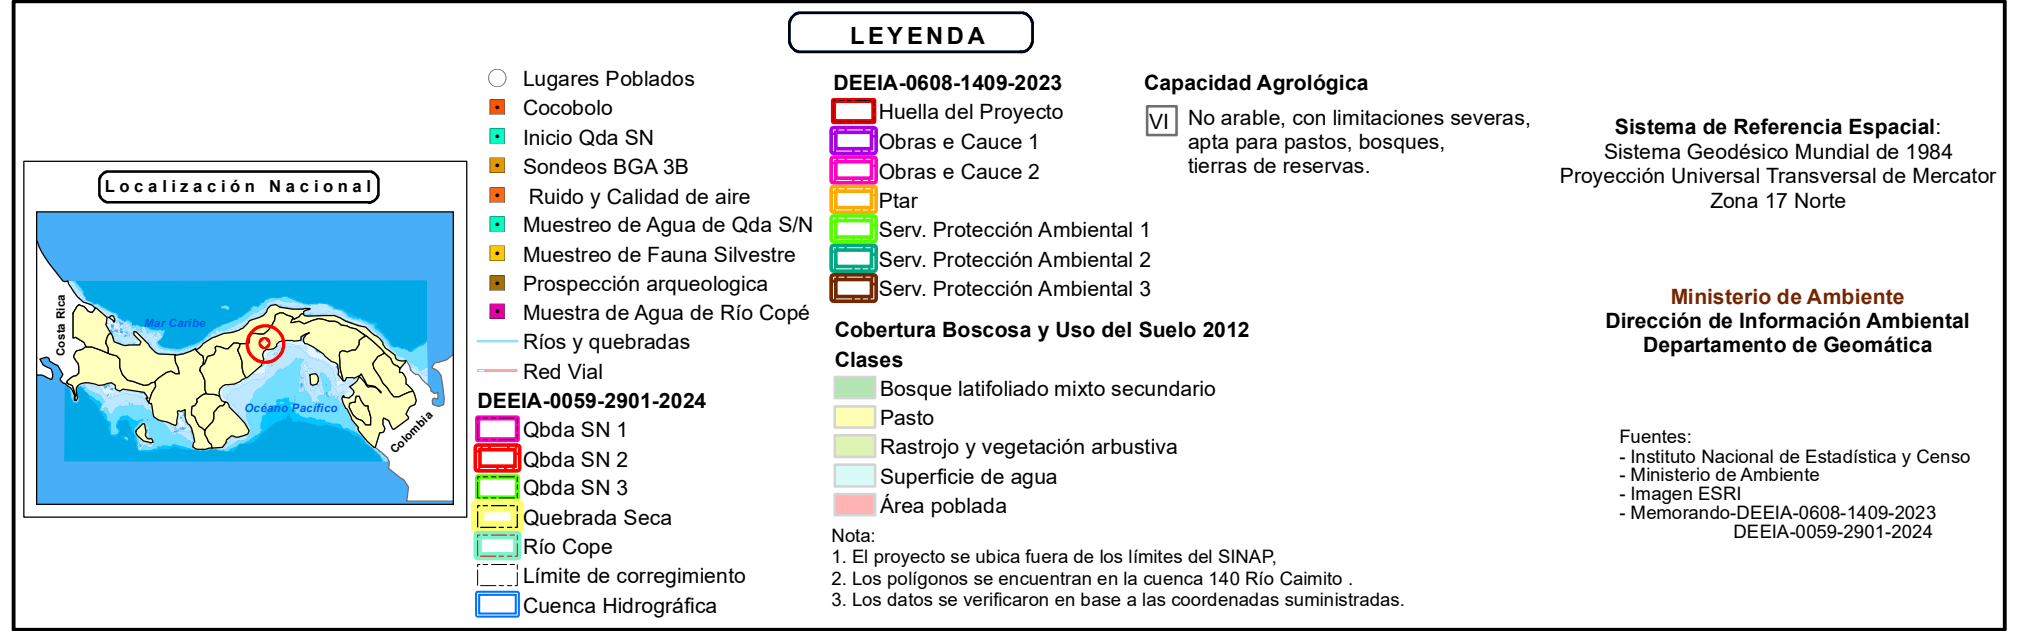 LEYENDA
Localización Nacional
Costa Rica
Mar Caribe
Océano Pacífico
Colombia
Lugares Poblados
Cocobolo
Inicio Qda SN
Sondeos BGA 3B
Ruido y Calidad de aire
Muestreo de Agua de Qda S/N
Muestreo de Fauna Silvestre
Prospección arqueologica
Muestra de Agua de Río Copé
Ríos y quebradas
Red Vial
DEEIA-0059-2901-2024
Qbda SN 1
Qbda SN 2
Qbda SN 3
Quebrada Seca
Río Cope
Límite de corregimiento
Cuenca Hidrográfica
DEEIA-0608-1409-2023
Huella del Proyecto
Obras e Cauce 1
Obras e Cauce 2
Ptar
Serv. Protección Ambiental 1
Serv. Protección Ambiental 2
Serv. Protección Ambiental 3
Cobertura Boscosa y Uso del Suelo 2012
Clases
Bosque latifoliado mixto secundario
Pasto
Rastrojo y vegetación arbustiva
Superficie de agua
Área poblada
Nota:
1. El proyecto se ubica fuera de los límites del SINAP,
2. Los polígonos se encuentran en la cuenca 140 Río Caimito .
3. Los datos se verificaron en base a las coordenadas suministradas.
Capacidad Agrológica
VI No arable, con limitaciones severas,
apta para pastos, bosques,
tierras de reservas.
Sistema de Referencia Espacial:
Sistema Geodésico Mundial de 1984
Proyección Universal Transversal de Mercator
Zona 17 Norte
Ministerio de Ambiente
Dirección de Información Ambiental
Departamento de Geomática
Fuentes:
- Instituto Nacional de Estadística y Censo
- Ministerio de Ambiente
- Imagen ESRI
- Memorando-DEEIA-0608-1409-2023
DEEIA-0059-2901-2024